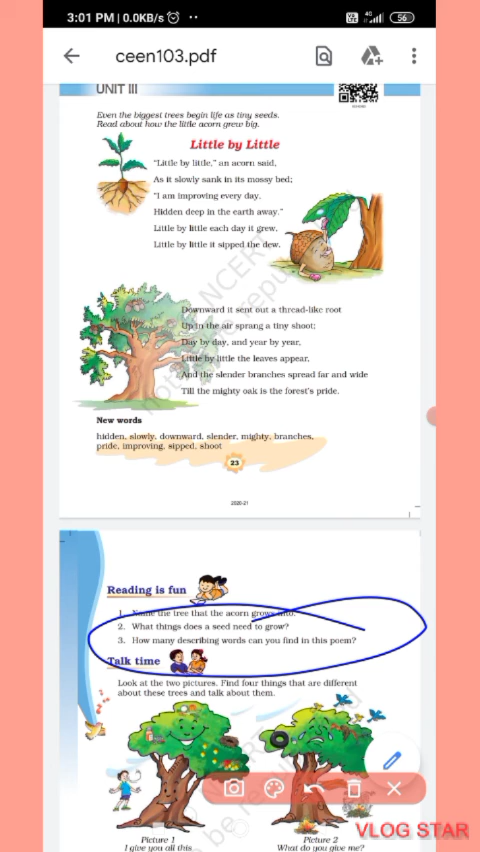 3:01 PM | 0.0KB/s
4G
56
ceen103.pdf
UNIT III
Even the biggest trees begin life as tiny seeds.
Read about how the little acorn grew big.
Little by Little
"Little by little," an acorn said,
As it slowly sank in its mossy bed;
"I am improving every day,
Hidden deep in the earth away."
Little by little each day it grew,
Little by little it sipped the dew.
Downward it sent out a thread-like root
Up in the air sprang a tiny shoot;
Day by day, and year by year,
Little by little the leaves appear,
And the slender branches spread far and wide
Till the mighty oak is the forest's pride.
New words
hidden, slowly, downward, slender, mighty, branches,
pride, improving, sipped, shoot
23
2020-21
Reading is fun
1. Name the tree that the acorn grows into.
2. What things does a seed need to grow?
3. How many describing words can you find in this poem?
Talk time
Look at the two pictures. Find four things that are different
about these trees and talk about them.
Picture 1
I give you all this
Picture 2
What do you give me?
VLOG STAR